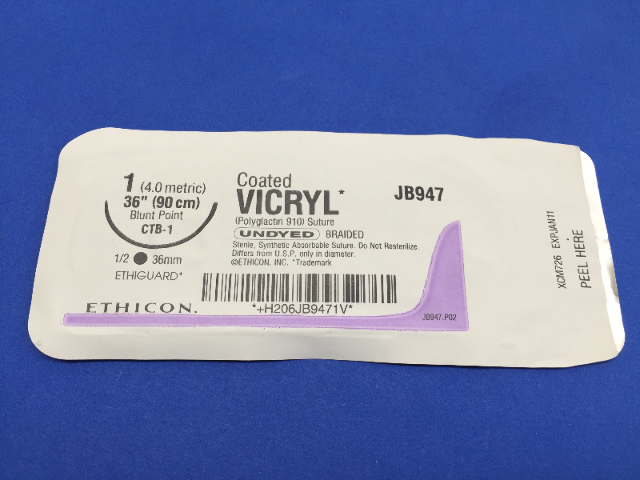 1 (4.0 metric)
36" (90 cm)
Blunt Point
CTB-1
1/2 ● 36mm
ETHIGUARD*
ETHICON.
Coated
VICRYL*
(Polyglactin 910) Suture
UNDYED BRAIDED
Sterile, Synthetic Absorbable Suture. Do Not Resterilize.
Differs from U.S.P. only in diameter.
©ETHICON, INC. *Trademark
*+H206JB9471V*
JB947
JB947.P02
XCM726 EXPJAN11
PEEL HERE